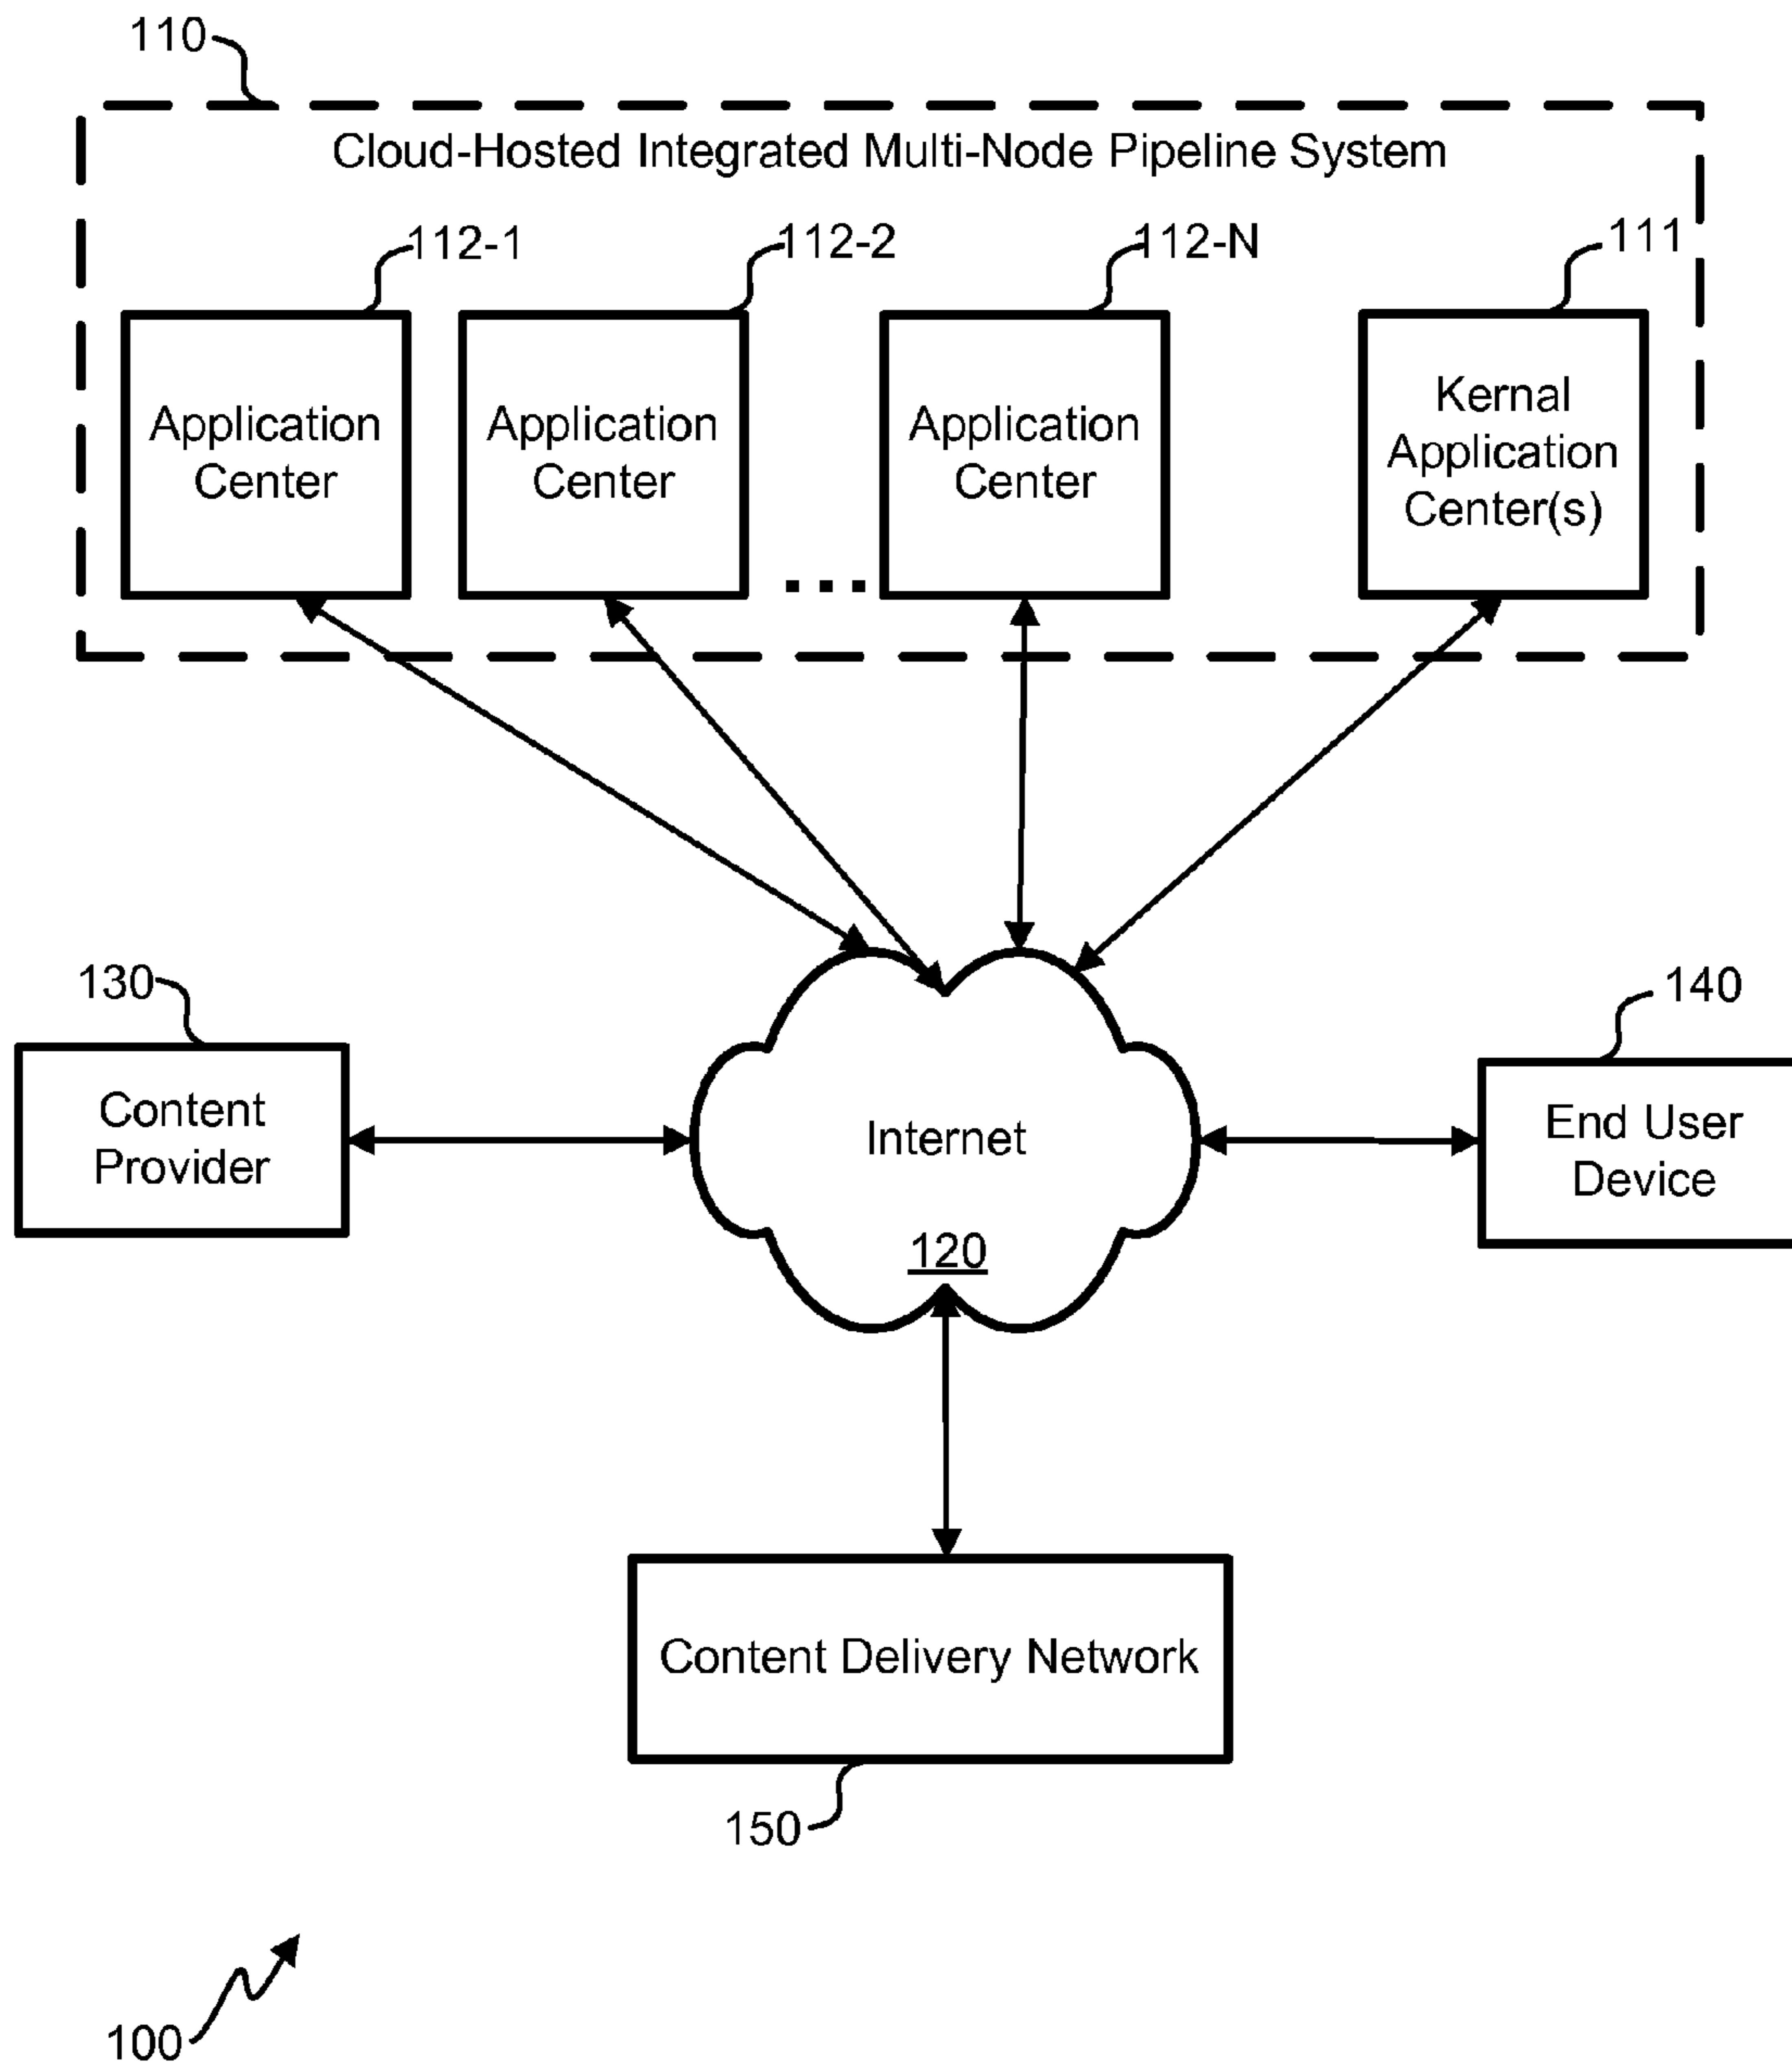 110
Cloud-Hosted Integrated Multi-Node Pipeline System
112-1
112-2
112-N
111
Application
Center
Application
Center
...
Application
Center
Kernal
Application
Center(s)
130
140
Content
Provider
Internet
120
End User
Device
Content Delivery Network
150
100